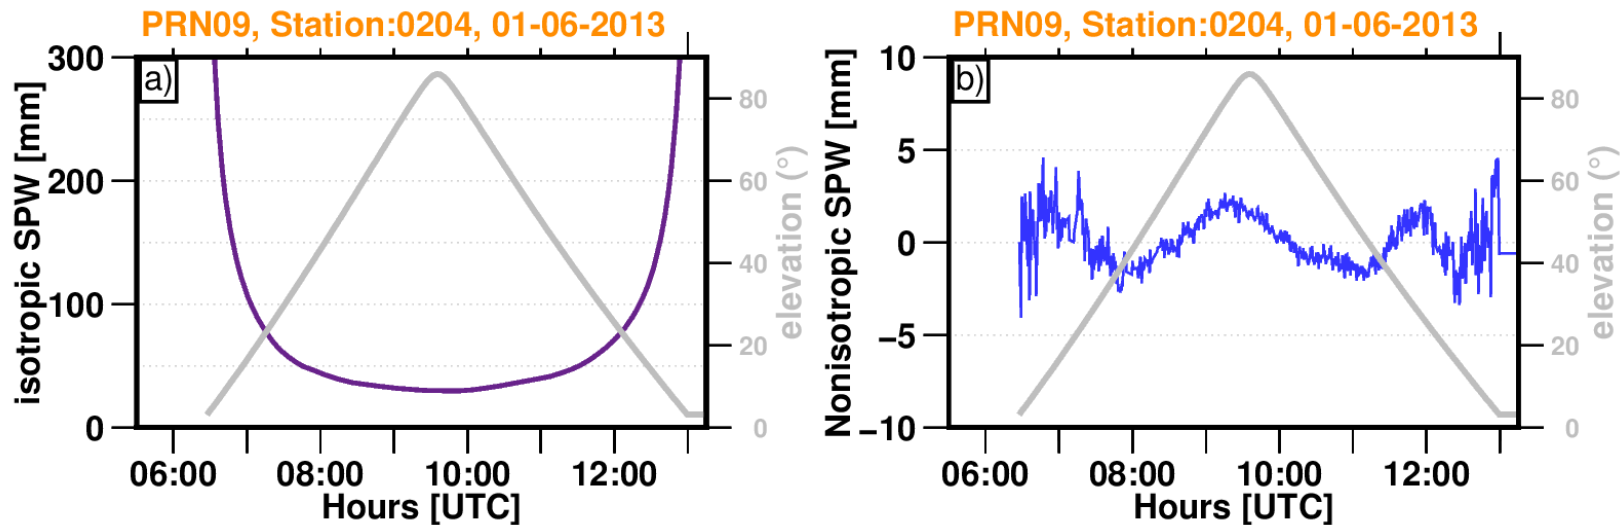 PRN09, Station:0204, 01-06-2013
a)
isotropic SPW [mm]
300
200
100
0
80
60
40
20
0
elevation (°)
06:00 08:00 10:00 12:00
Hours [UTC]
PRN09, Station:0204, 01-06-2013
b)
Nonisotropic SPW [mm]
10
5
0
−5
−10
80
60
40
20
0
elevation (°)
06:00 08:00 10:00 12:00
Hours [UTC]